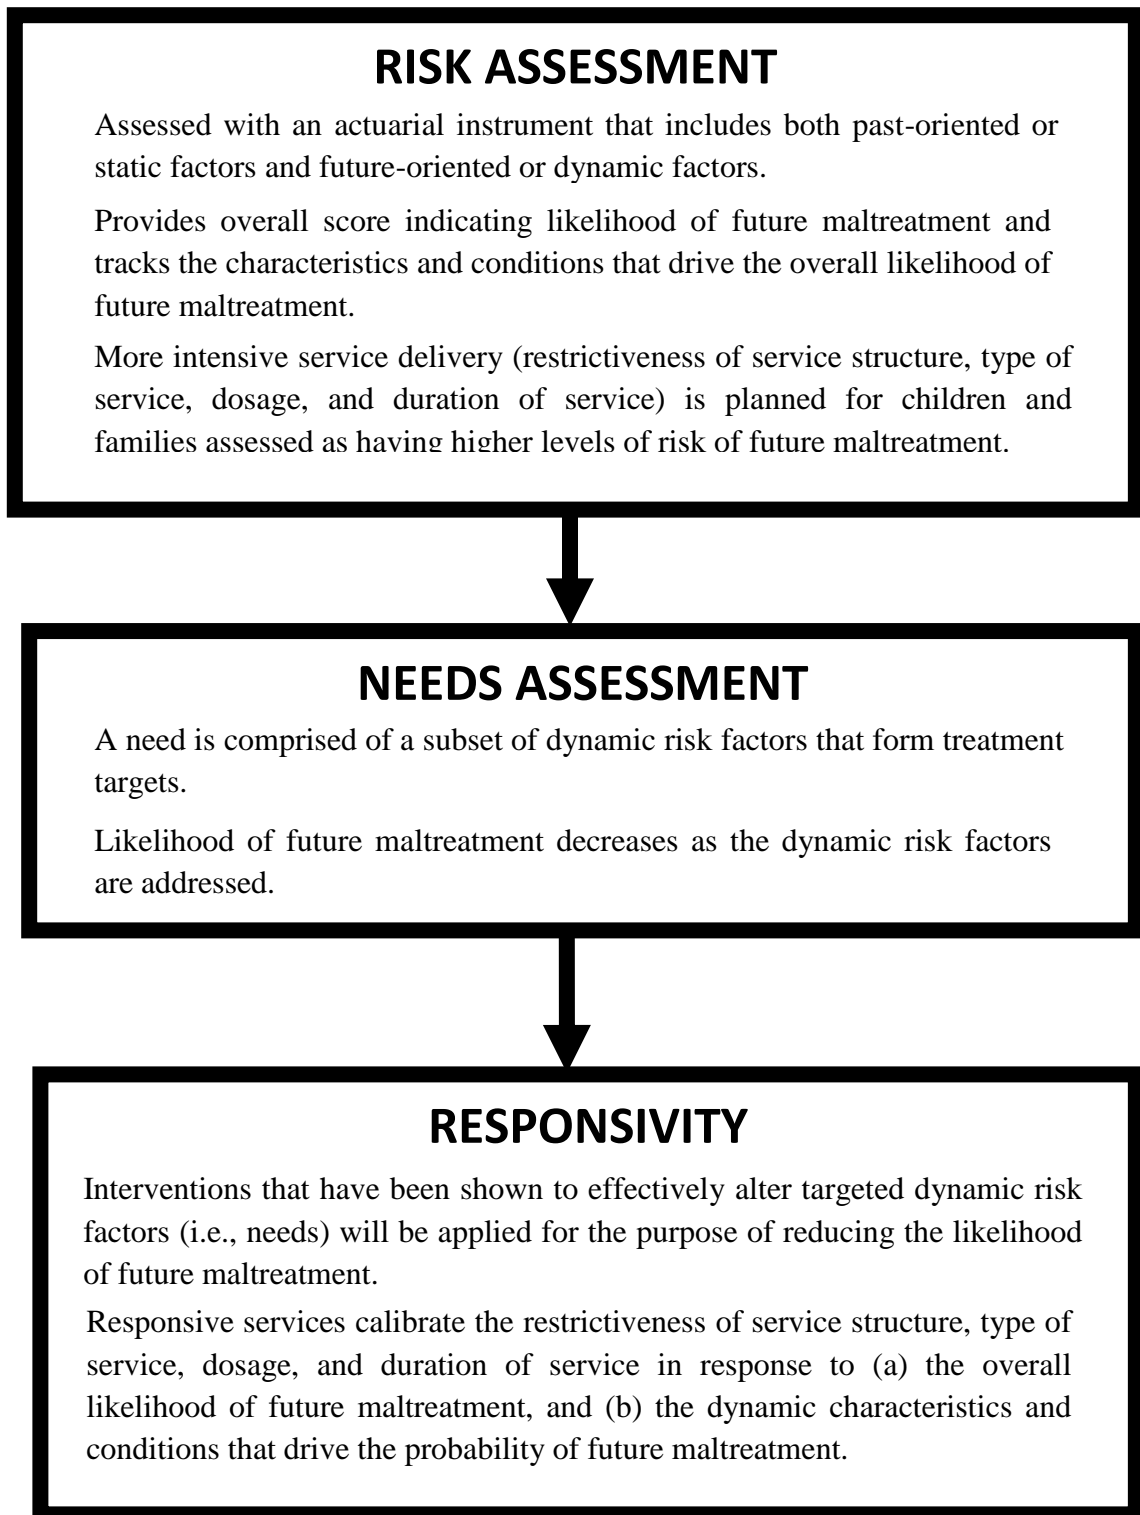 RISK ASSESSMENT
Assessed with an actuarial instrument that includes both past-oriented or
static factors and future-oriented or dynamic factors.
Provides overall score indicating likelihood of future maltreatment and
tracks the characteristics and conditions that drive the overall likelihood of
future maltreatment.
More intensive service delivery (restrictiveness of service structure, type of
service, dosage, and duration of service) is planned for children and
families assessed as having higher levels of risk of future maltreatment.
NEEDS ASSESSMENT
A need is comprised of a subset of dynamic risk factors that form treatment
targets.
Likelihood of future maltreatment decreases as the dynamic risk factors
are addressed.
RESPONSIVITY
Interventions that have been shown to effectively alter targeted dynamic risk
factors (i.e., needs) will be applied for the purpose of reducing the likelihood
of future maltreatment.
Responsive services calibrate the restrictiveness of service structure, type of
service, dosage, and duration of service in response to (a) the overall
likelihood of future maltreatment, and (b) the dynamic characteristics and
conditions that drive the probability of future maltreatment.